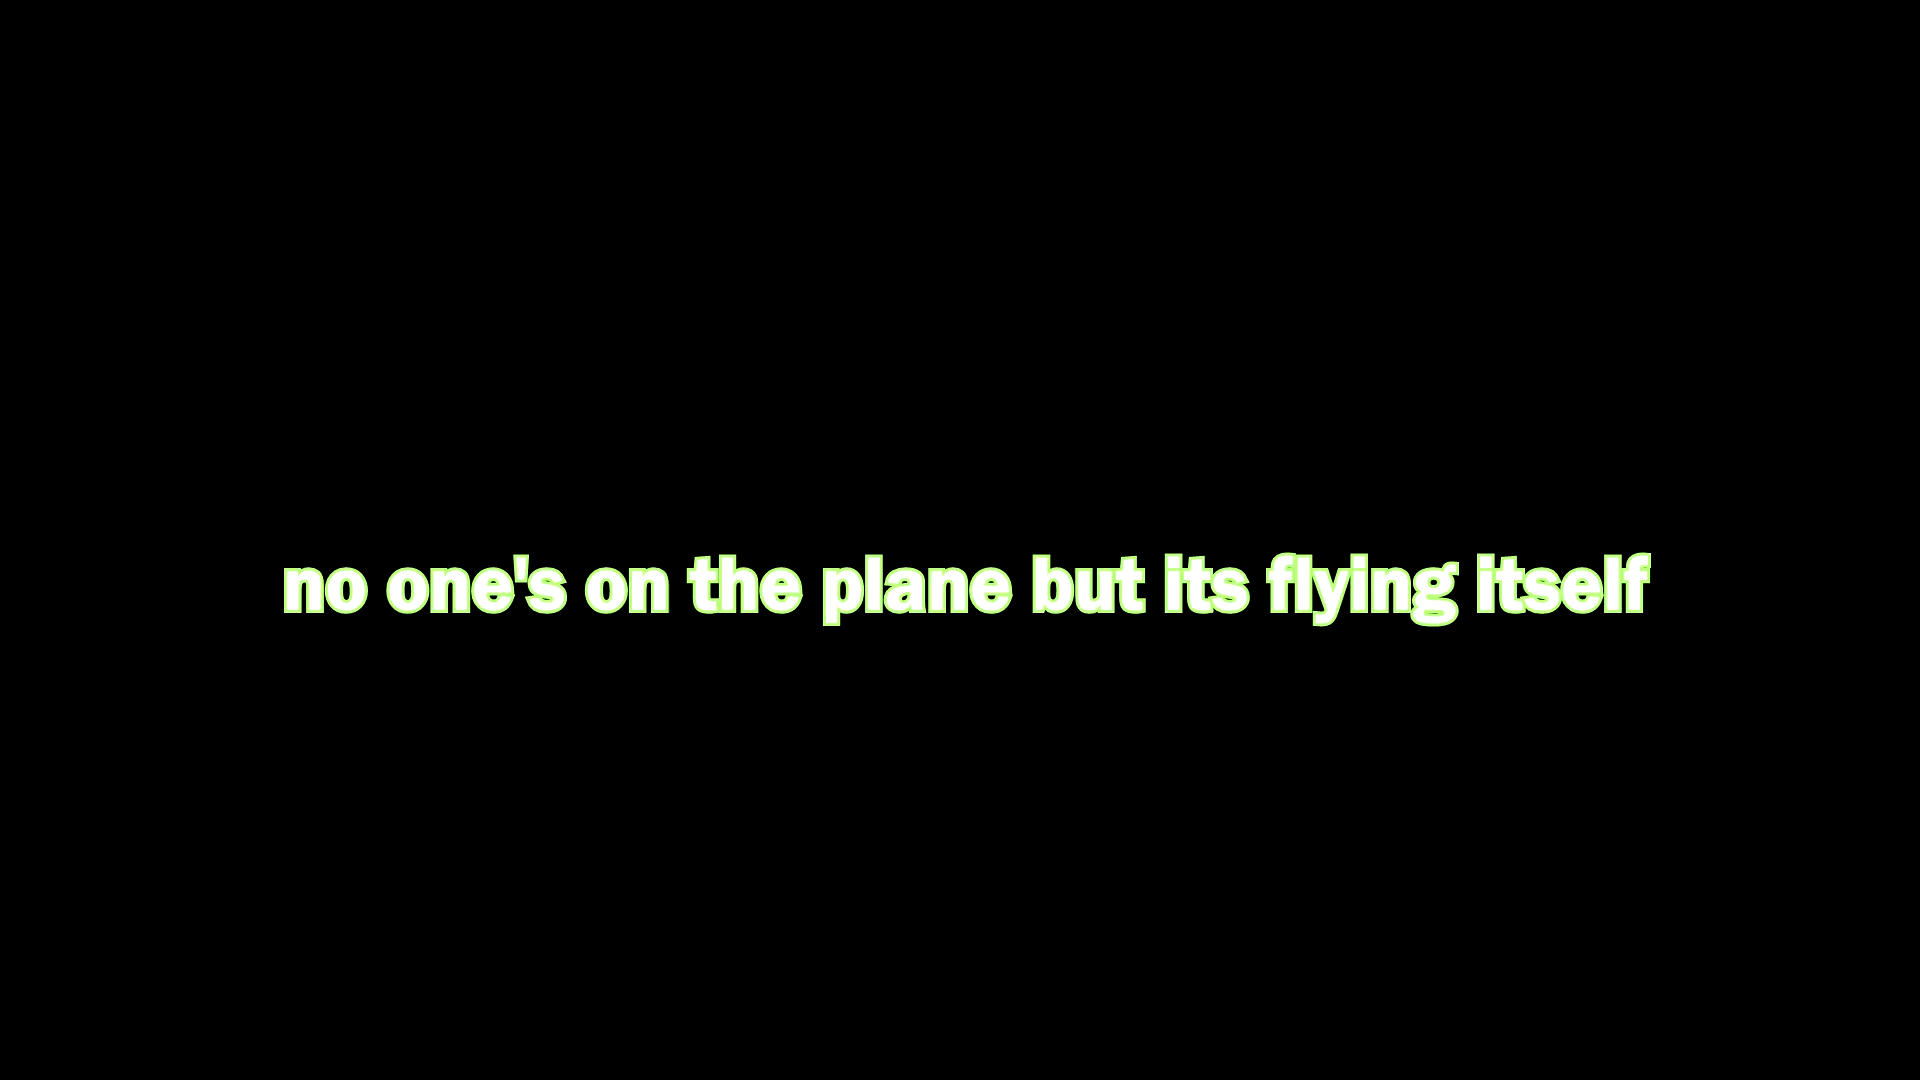 no one's on the plane but its flying itself